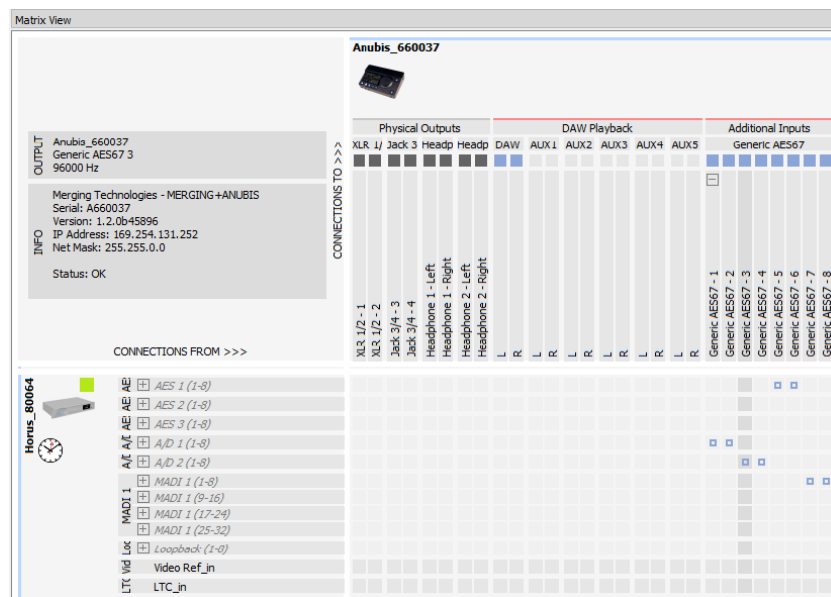 Matrix View
Anubis_660037
Physical Outputs DAW Playback Additional Inputs
XLR 1/ Jack 3 Headp Headp DAW AUX1 AUX2 AUX3 AUX4 AUX5 Generic AES67
OUTPUT
Anubis_660037
Generic AES67 3
96000 Hz
INFO
Merging Technologies - MERGING+ANUBIS
Serial: A660037
Version: 1.2.0b45896
IP Address: 169.254.131.252
Net Mask: 255.255.0.0
Status: OK
CONNECTIONS TO >>>
CONNECTIONS FROM >>>
XLR 1/2 - 1
XLR 1/2 - 2
Jack 3/4 - 3
Jack 3/4 - 4
Headphone 1 - Left
Headphone 1 - Right
Headphone 2 - Left
Headphone 2 - Right
L
R
L
R
L
R
L
R
L
R
L
R
Generic AES67 - 1
Generic AES67 - 2
Generic AES67 - 3
Generic AES67 - 4
Generic AES67 - 5
Generic AES67 - 6
Generic AES67 - 7
Generic AES67 - 8
Horus_80064
AES AES 1 (1-8)
AES AES 2 (1-8)
AES AES 3 (1-8)
A/D A/D 1 (1-8)
A/D A/D 2 (1-8)
MADI 1
MADI 1 (1-8)
MADI 1 (9-16)
MADI 1 (17-24)
MADI 1 (25-32)
Loc Loopback (1-0)
Vid Video Ref_in
LTC LTC_in